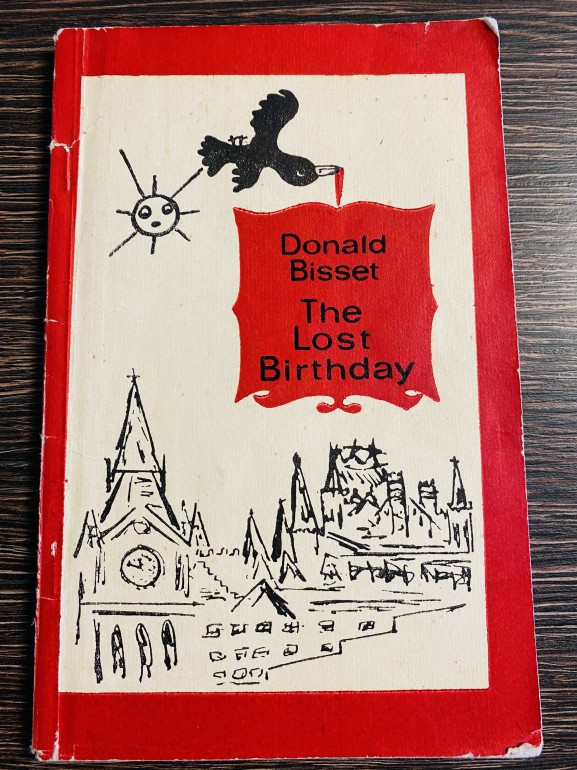 Donald
Bisset
The
Lost
Birthday